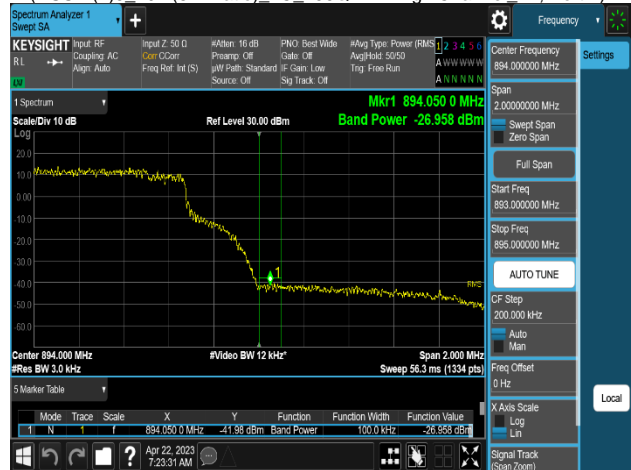 Spectrum Analyzer 1
Swept SA
Frequency
KEYSIGHT
RL
Input: RF
Coupling: AC
Align: Auto
Input Z: 50 Ω
Corr CCorr
Freq Ref: Int (S)
#Atten: 16 dB
Preamp: Off
µW Path: Standard
Source: Off
PNO: Best Wide
Gate: Off
IF Gain: Low
Sig Track: Off
#Avg Type: Power (RMS)
Avg|Hold: 50/50
Trig: Free Run
1 2 3 4 5 6
A W W W W W
A N N N N N
1 Spectrum
Scale/Div 10 dB
Ref Level 30.00 dBm
Mkr1 894.050 0 MHz
Band Power -26.958 dBm
Log
20.0
10.0
0.00
-10.0
-20.0
-30.0
-40.0
-50.0
-60.0
1
RMS
Center 894.000 MHz
#Video BW 12 kHz*
Span 2.000 MHz
#Res BW 3.0 kHz
Sweep 56.3 ms (1334 pts)
5 Marker Table
Mode Trace Scale X Y Function Function Width Function Value
1 N 1 f 894.050 0 MHz -41.98 dBm Band Power 100.0 kHz -26.958 dBm
Apr 22, 2023
7:23:31 AM
Center Frequency
894.000000 MHz
Settings
Span
2.00000000 MHz
Swept Span
Zero Span
Full Span
Start Freq
893.000000 MHz
Stop Freq
895.000000 MHz
AUTO TUNE
CF Step
200.000 kHz
Auto
Man
Freq Offset
0 Hz
X Axis Scale
Log
Lin
Local
Signal Track
(Span Zoom)